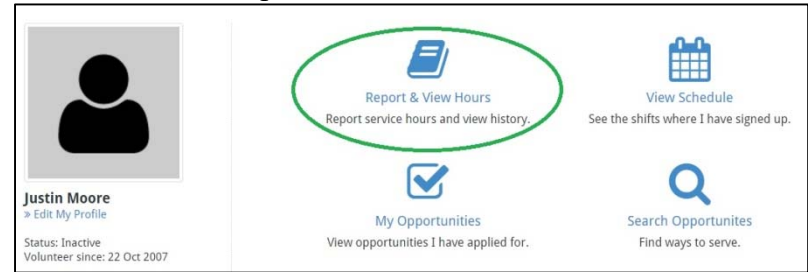 Justin Moore
» Edit My Profile
Status: Inactive
Volunteer since: 22 Oct 2007
Report & View Hours
Report service hours and view history.
View Schedule
See the shifts where I have signed up.
My Opportunities
View opportunities I have applied for.
Search Opportunites
Find ways to serve.